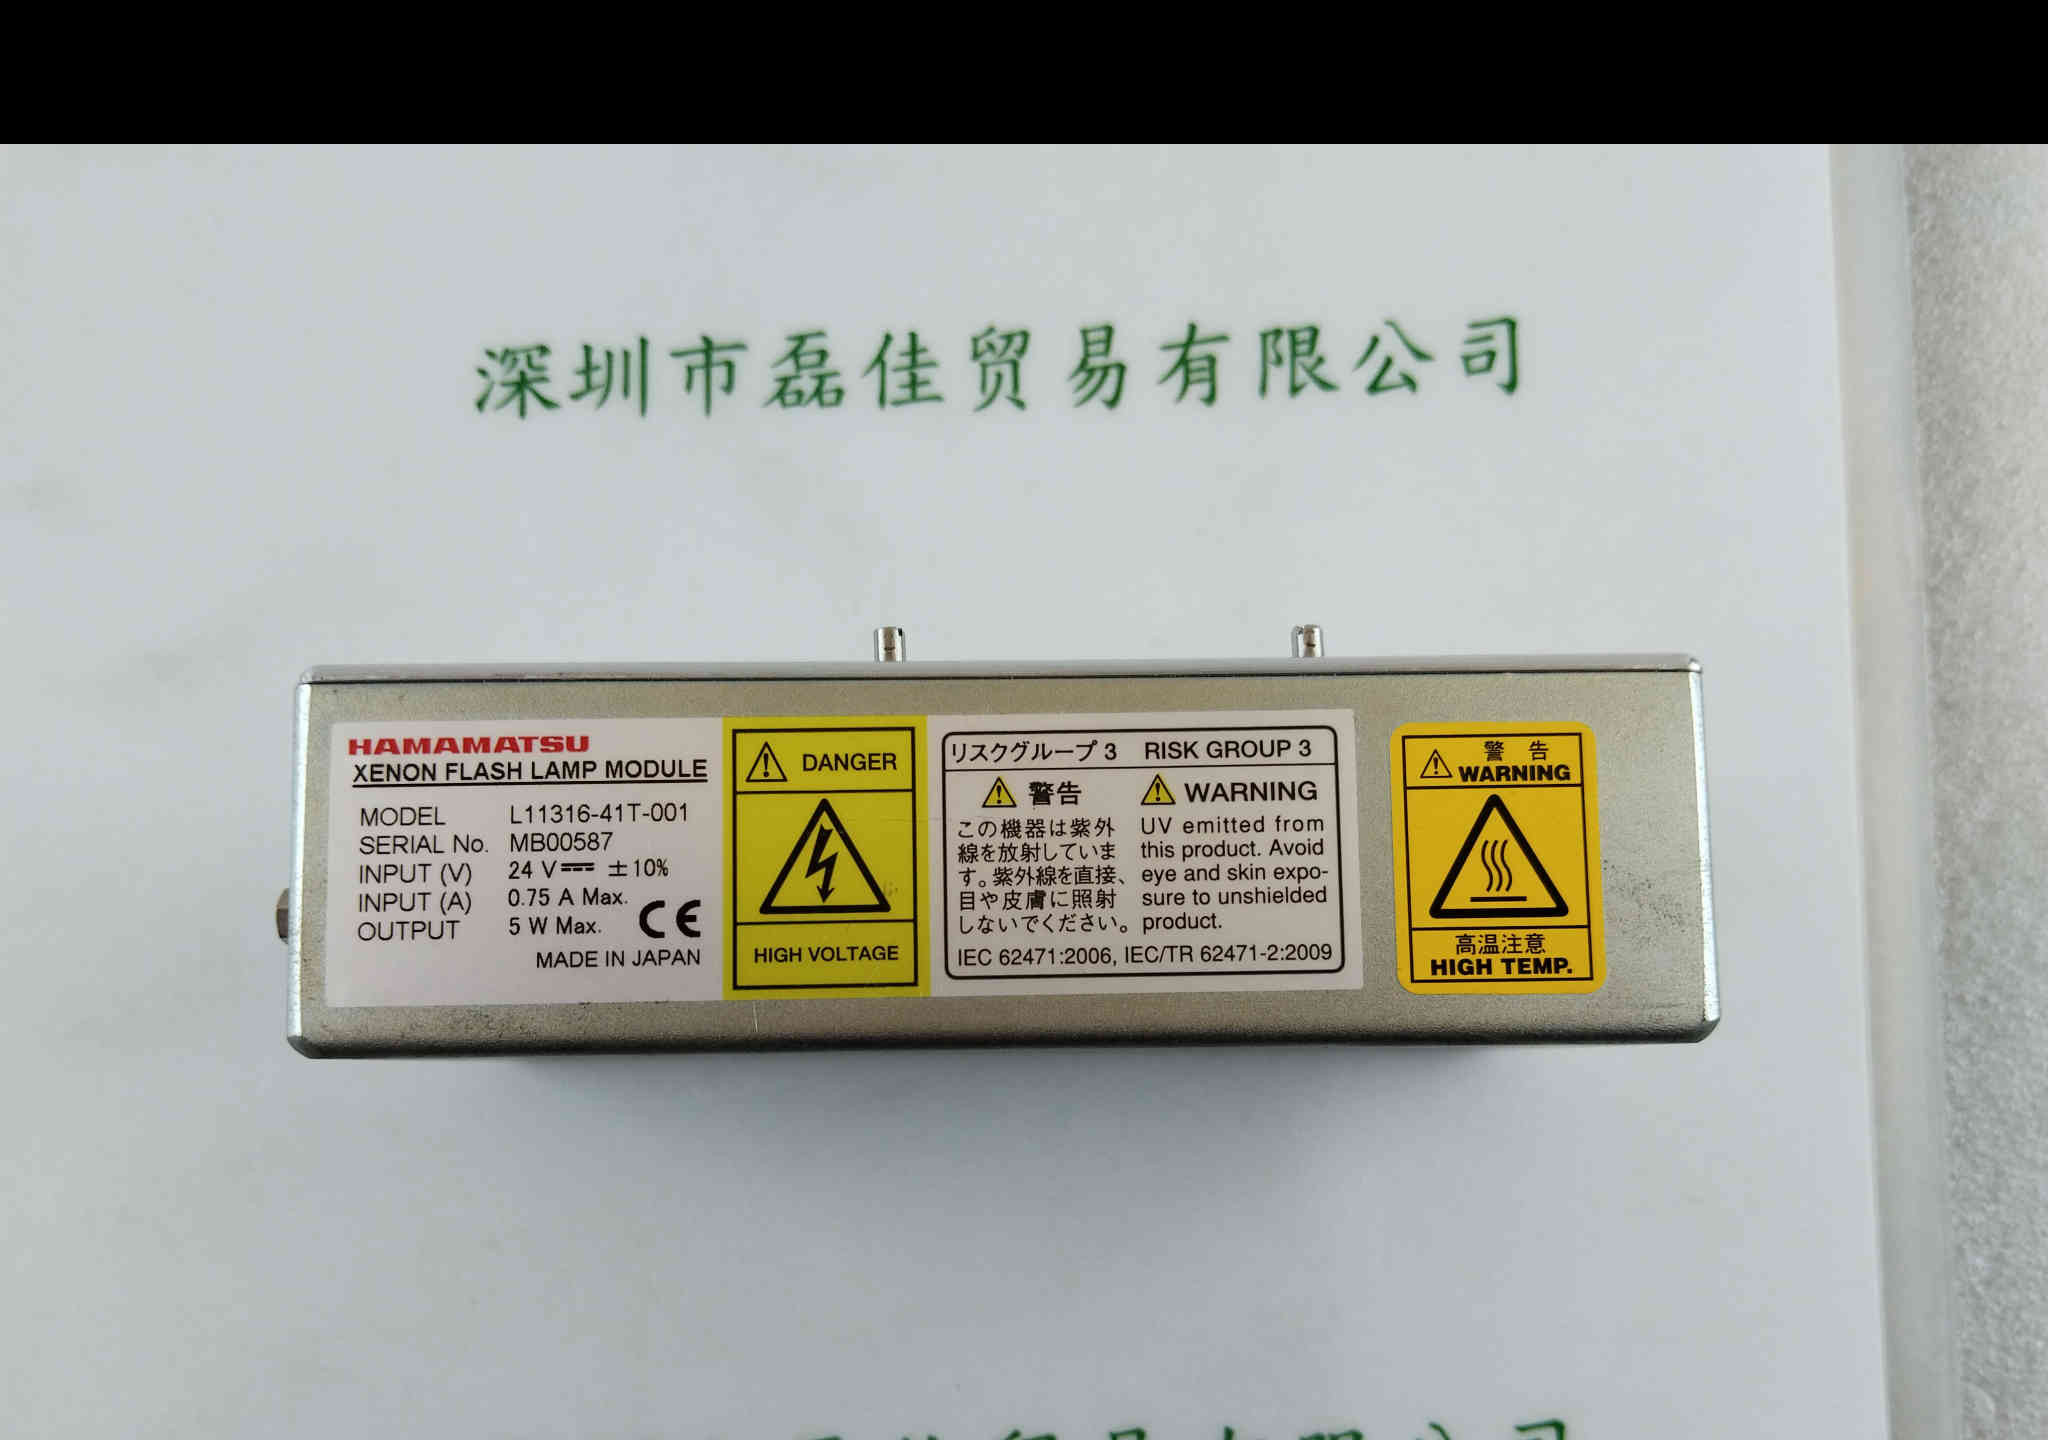 深圳市磊佳贸易有限公司
HAMAMATSU
XENON FLASH LAMP MODULE
MODEL L11316-41T-001
SERIAL No. MB00587
INPUT (V) 24 V ⎓ ±10%
INPUT (A) 0.75 A Max.
OUTPUT 5 W Max.
CE
MADE IN JAPAN
DANGER
HIGH VOLTAGE
リスクグループ 3 RISK GROUP 3
警告
この機器は紫外
線を放射していま
す。紫外線を直接、
目や皮膚に照射
しないでください。
WARNING
UV emitted from
this product. Avoid
eye and skin expo-
sure to unshielded
product.
IEC 62471:2006, IEC/TR 62471-2:2009
警告
WARNING
高温注意
HIGH TEMP.